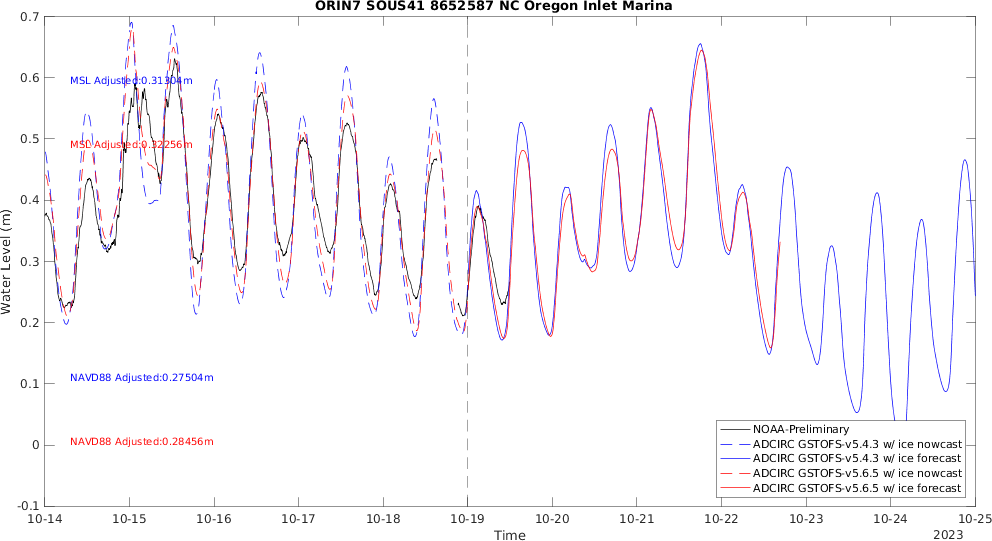 ORIN7 SOUS41 8652587 NC Oregon Inlet Marina
0.7
0.6
0.5
0.4
0.3
0.2
0.1
0
-0.1
Water Level (m)
MSL Adjusted:0.31304m
MSL Adjusted:0.32256m
NAVD88 Adjusted:0.27504m
NAVD88 Adjusted:0.28456m
NOAA-Preliminary
ADCIRC GSTOFS-v5.4.3 w/ ice nowcast
ADCIRC GSTOFS-v5.4.3 w/ ice forecast
ADCIRC GSTOFS-v5.6.5 w/ ice nowcast
ADCIRC GSTOFS-v5.6.5 w/ ice forecast
10-14 10-15 10-16 10-17 10-18 10-19 10-20 10-21 10-22 10-23 10-24 10-25
Time
2023